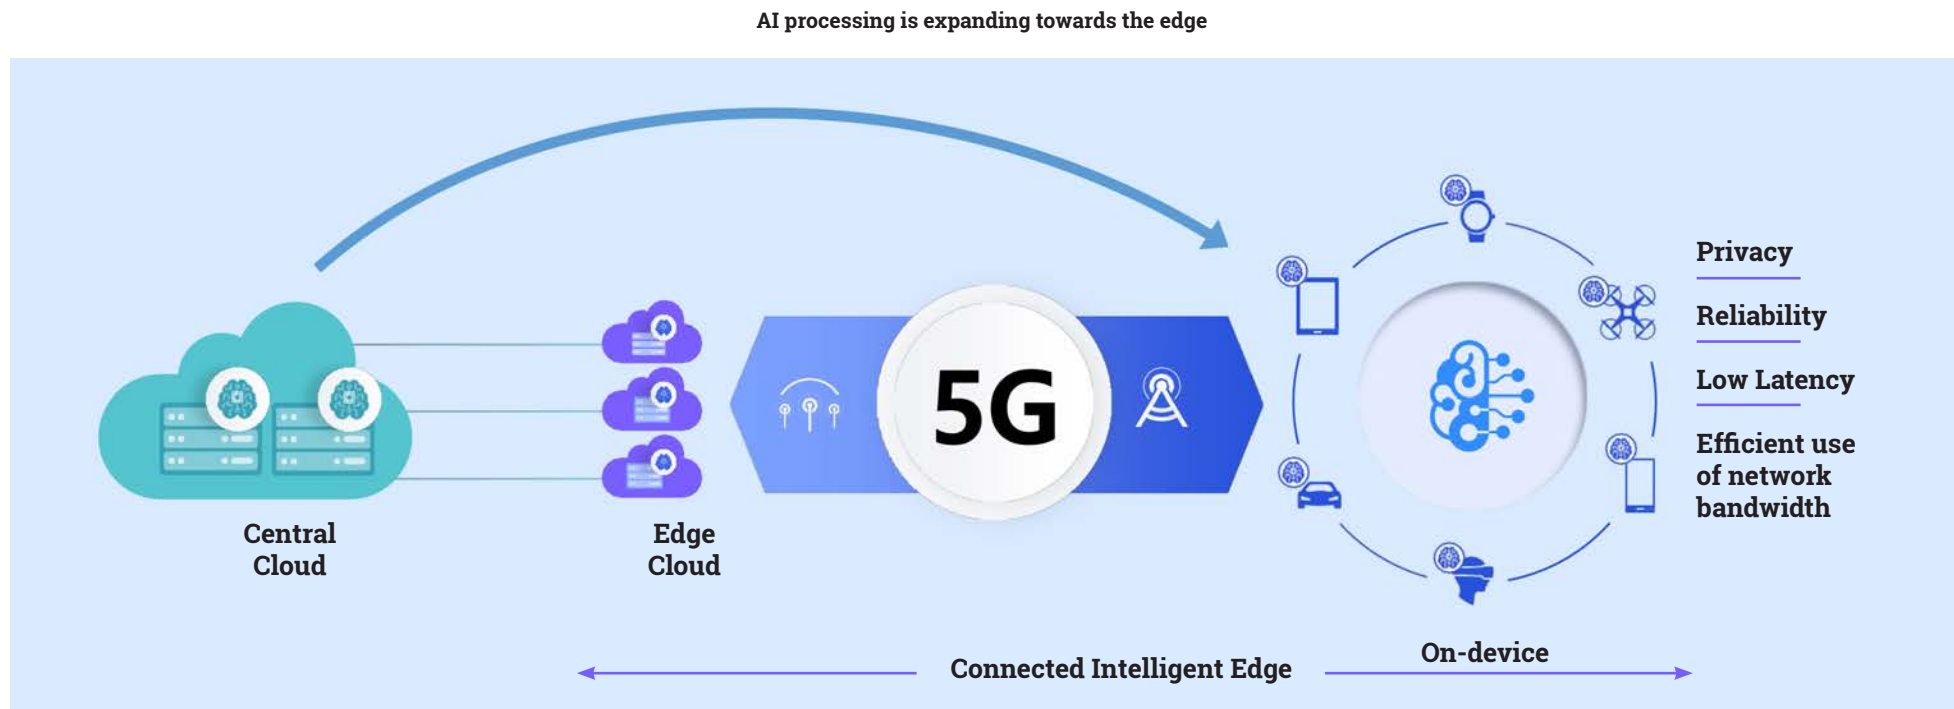 AI processing is expanding towards the edge
5G
Central
Cloud
Edge
Cloud
Privacy
Reliability
Low Latency
Efficient use
of network
bandwidth
On-device
Connected Intelligent Edge